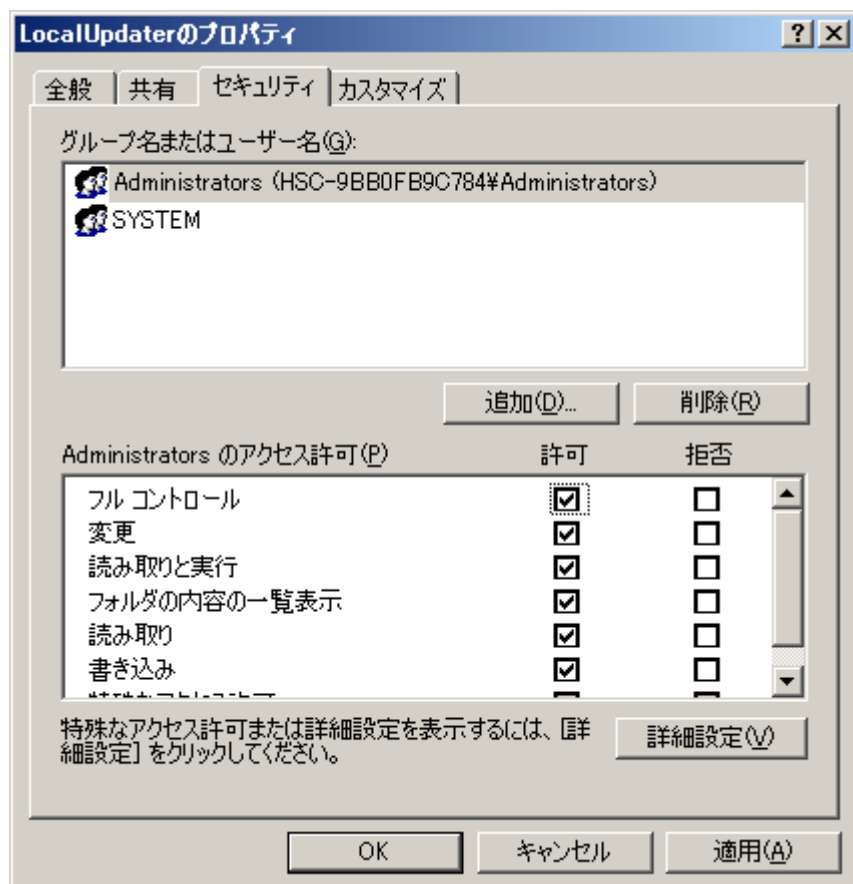 LocalUpdaterのプロパティ
全般 共有 セキュリティ カスタマイズ
グループ名またはユーザー名(G):
Administrators (HSC-9BB0FB9C784¥Administrators)
SYSTEM
追加(D)... 削除(R)
Administrators のアクセス許可(P) 許可 拒否
フル コントロール
変更
読み取りと実行
フォルダの内容の一覧表示
読み取り
書き込み
特殊なアクセス許可または詳細設定を表示するには、[詳
細設定] をクリックしてください。
詳細設定(V)
OK キャンセル 適用(A)